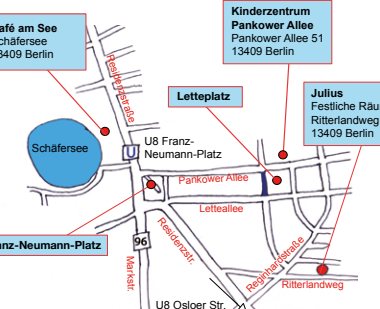 afé am See
chäfersee
3409 Berlin
Kinderzentrum
Pankower Allee
Pankower Allee 51
13409 Berlin
Letteplatz
Julius
Festliche Räu
Ritterlandweg
13409 Berlin
Residenzstraße
U
U8 Franz-
Neumann-Platz
Schäfersee
Pankower Allee
Letteallee
anz-Neumann-Platz
96
Residenzstr.
Markstr.
Reginhardstraße
Ritterlandweg
U8 Osloer Str.